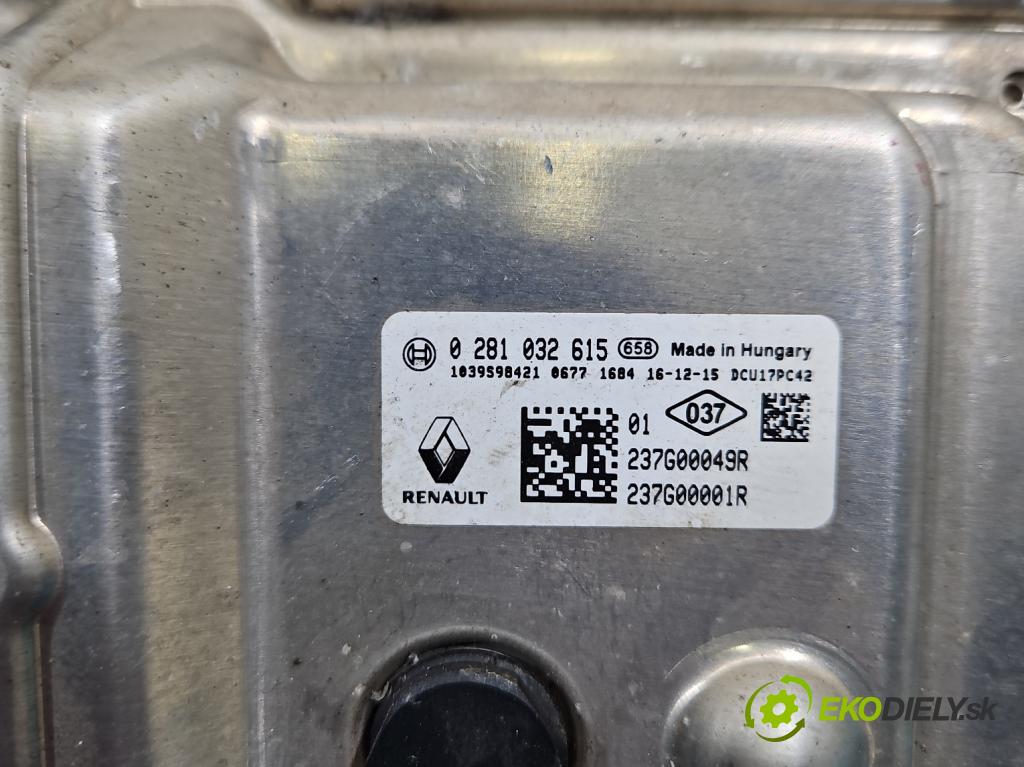 0 281 032 615 658 Made in Hungary
1039S98421 0677 1684 16-12-15 DCU17PC42
01 037
237G00049R
RENAULT 237G00001R
EKODIELY.sk